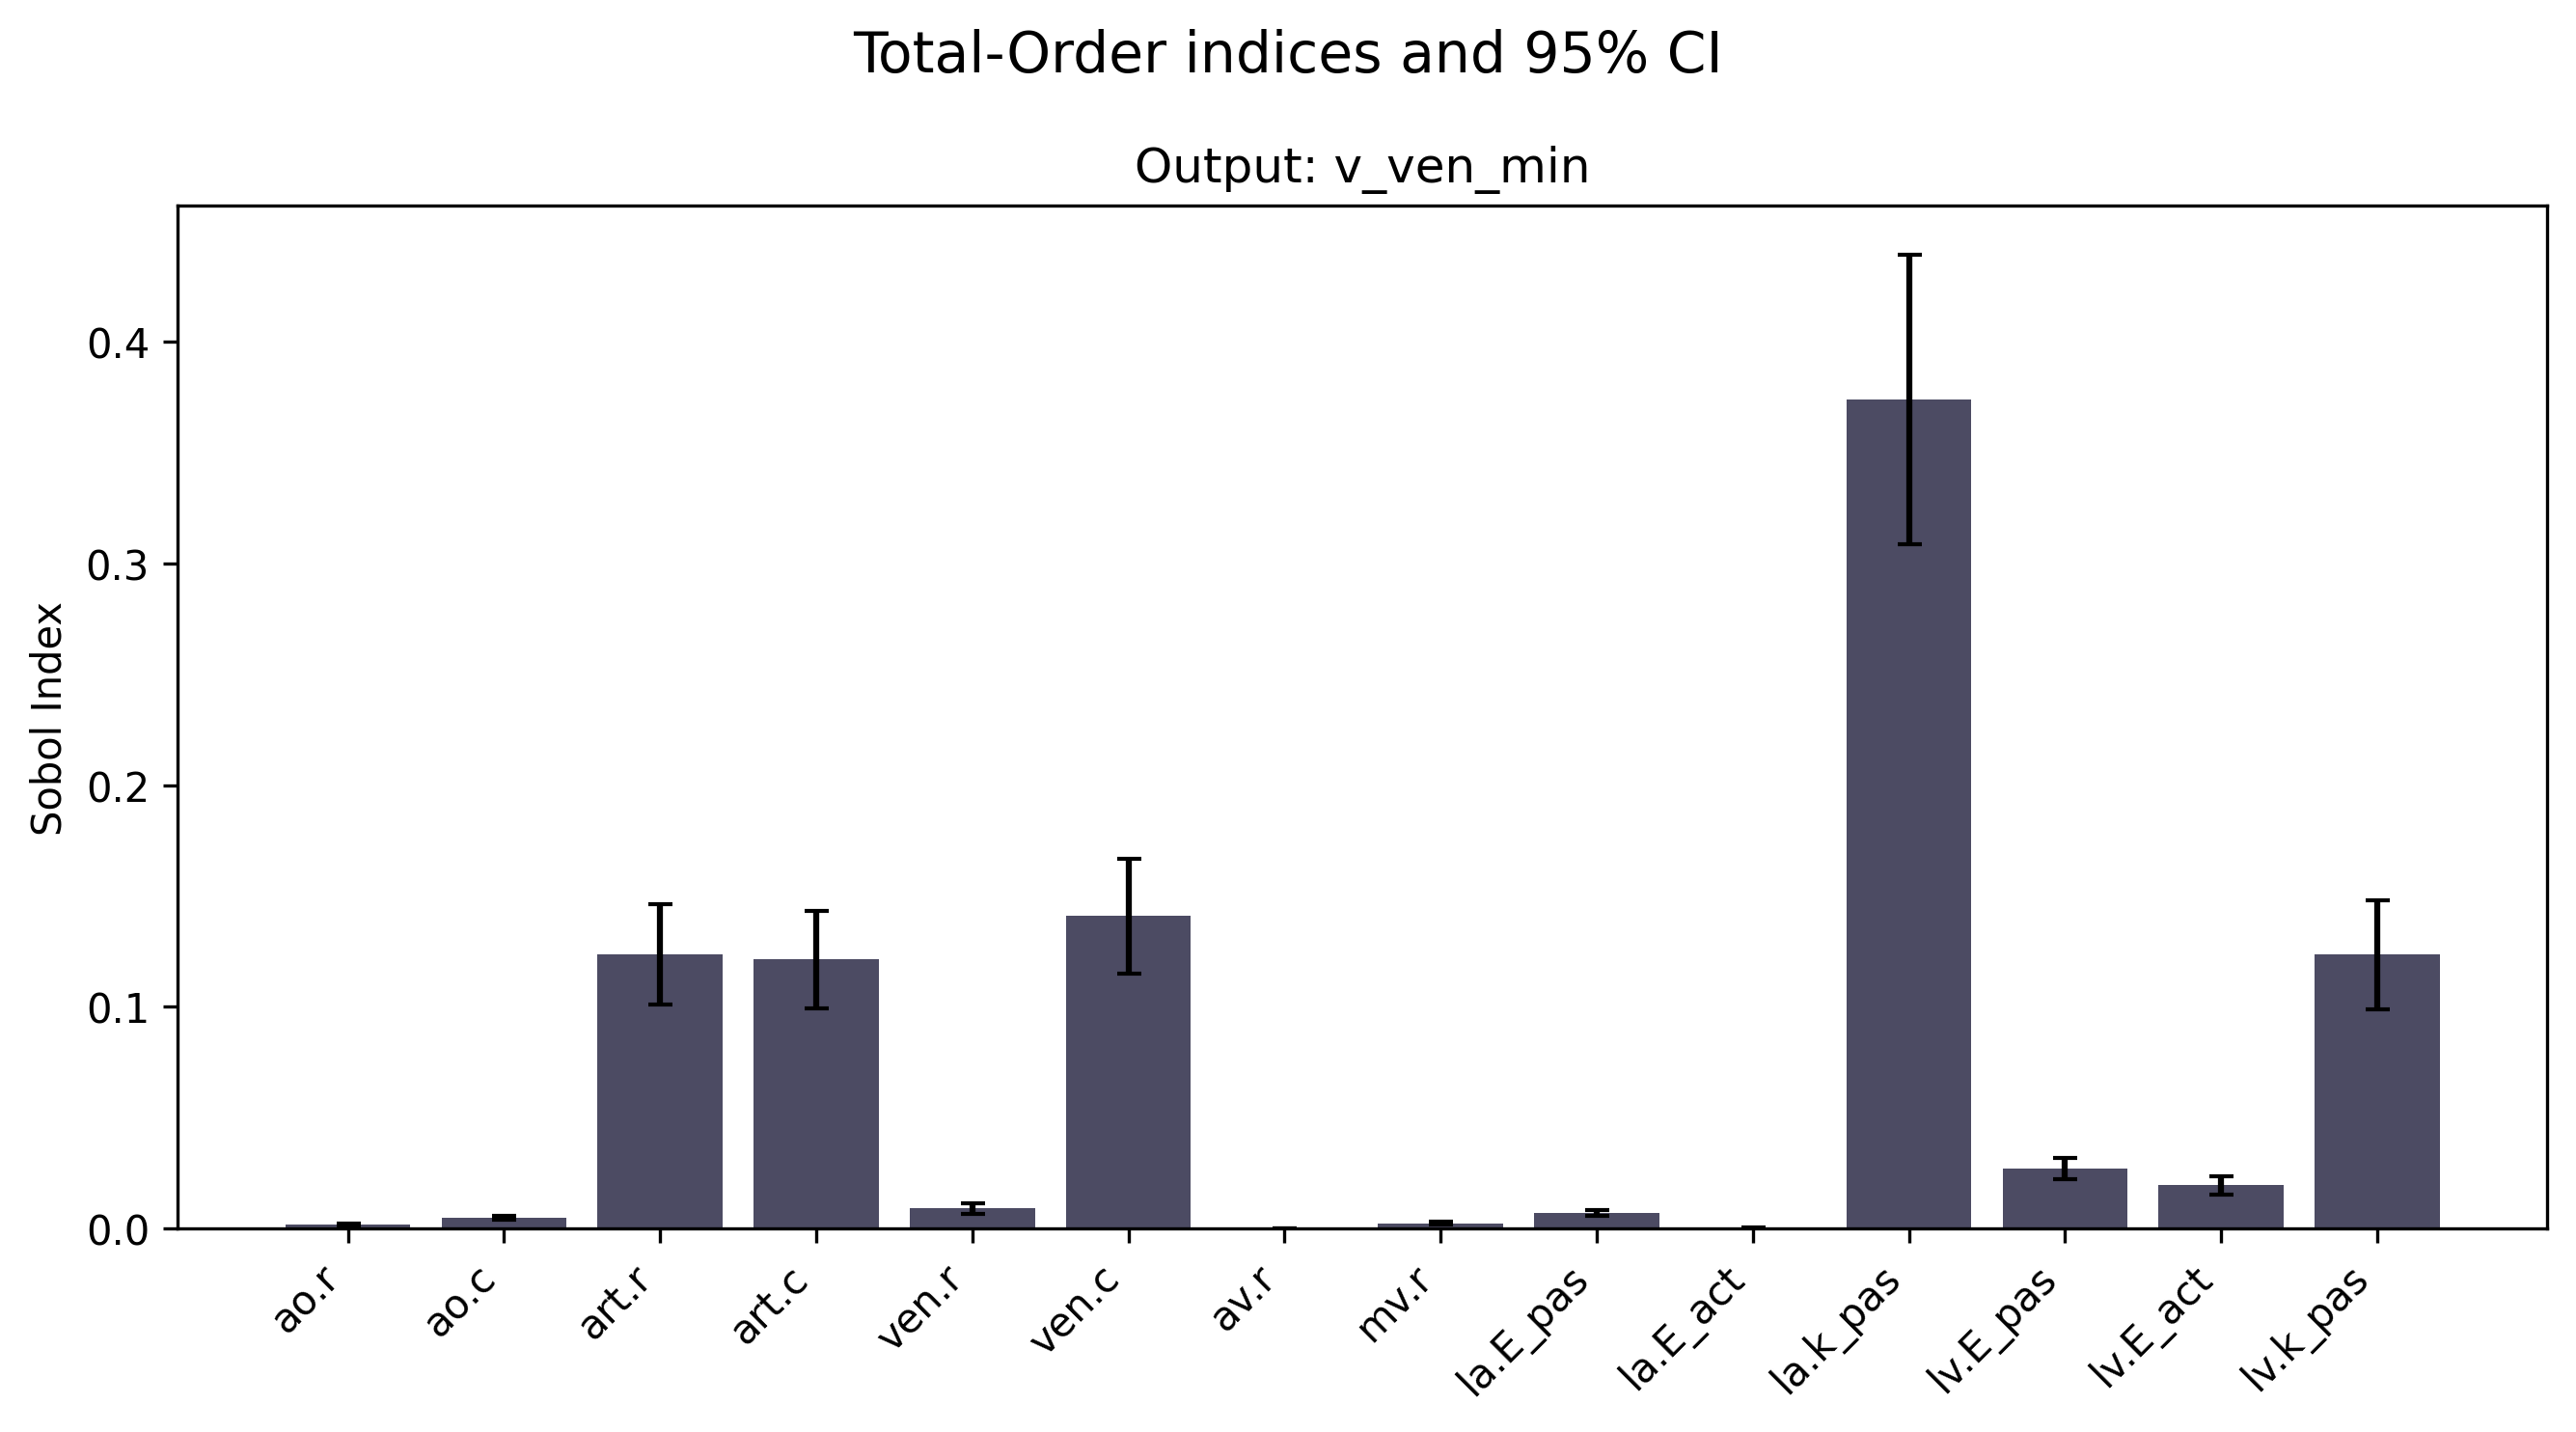 Total-Order indices and 95% CI
Output: v_ven_min
Sobol Index
0.4
0.3
0.2
0.1
0.0
ao.r
ao.c
art.r
art.c
ven.r
ven.c
av.r
mv.r
la.E_pas
la.E_act
la.k_pas
lv.E_pas
lv.E_act
lv.k_pas